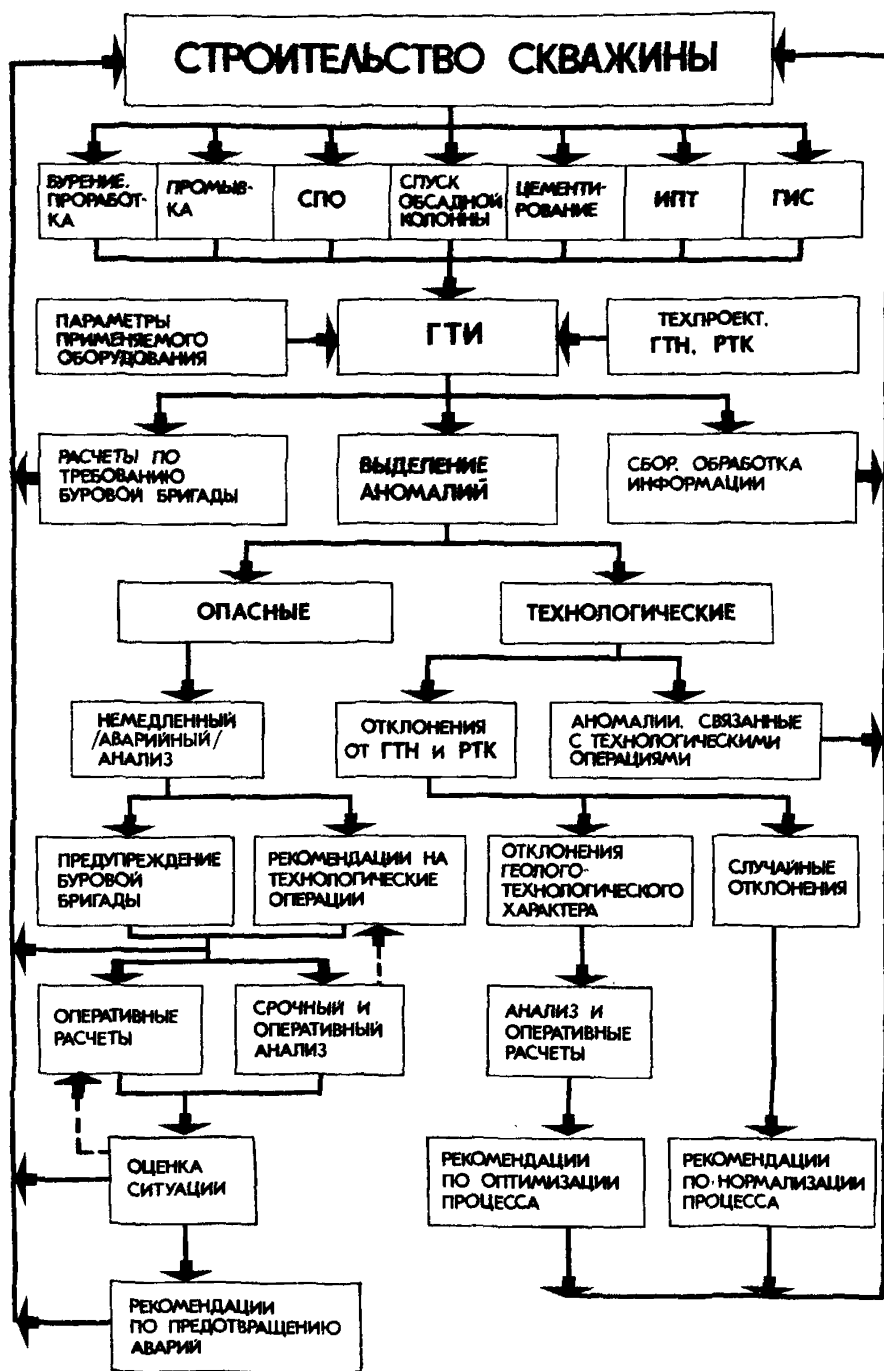 СТРОИТЕЛЬСТВО СКВАЖИНЫ
БУРЕНИЕ.
ПРОРАБОТ-
КА
ПРОМЫВ-
КА
СПО
СПУСК
ОБСАДНОЙ
КОЛОННЫ
ЦЕМЕНТИ-
РОВАНИЕ
ИПТ
ГИС
ПАРАМЕТРЫ
ПРИМЕНЯЕМОГО
ОБОРУДОВАНИЯ
ГТИ
ТЕХПРОЕКТ.
ГТН, РТК
РАСЧЕТЫ ПО
ТРЕБОВАНИЮ
БУРОВОЙ БРИГАДЫ
ВЫДЕЛЕНИЕ
АНОМАЛИЙ
СБОР. ОБРАБОТКА
ИНФОРМАЦИИ
ОПАСНЫЕ
ТЕХНОЛОГИЧЕСКИЕ
НЕМЕДЛЕННЫЙ
/АВАРИЙНЫЙ/
АНАЛИЗ
ОТКЛОНЕНИЯ
ОТ ГТН И РТК
АНОМАЛИИ. СВЯЗАННЫЕ
С ТЕХНОЛОГИЧЕСКИМИ
ОПЕРАЦИЯМИ
ПРЕДУПРЕЖДЕНИЕ
БУРОВОЙ
БРИГАДЫ
РЕКОМЕНДАЦИИ НА
ТЕХНОЛОГИЧЕСКИЕ
ОПЕРАЦИИ
ОТКЛОНЕНИЯ
ГЕОЛОГО-
ТЕХНОЛОГИЧЕСКОГО
ХАРАКТЕРА
СЛУЧАЙНЫЕ
ОТКЛОНЕНИЯ
ОПЕРАТИВНЫЕ
РАСЧЕТЫ
СРОЧНЫЙ И
ОПЕРАТИВНЫЙ
АНАЛИЗ
АНАЛИЗ И
ОПЕРАТИВНЫЕ
РАСЧЕТЫ
ОЦЕНКА
СИТУАЦИИ
РЕКОМЕНДАЦИИ
ПО ОПТИМИЗАЦИИ
ПРОЦЕССА
РЕКОМЕНДАЦИИ
ПО НОРМАЛИЗАЦИИ
ПРОЦЕССА
РЕКОМЕНДАЦИИ
ПО ПРЕДОТВРАЩЕНИЮ
АВАРИЙ